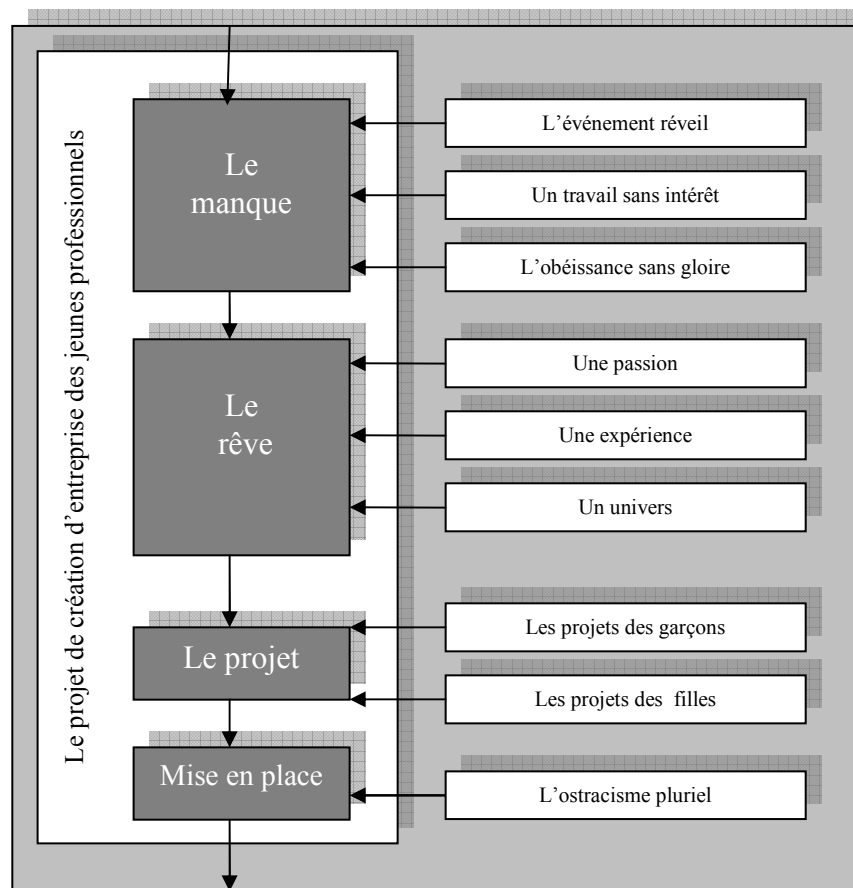 Le projet de création d'entreprise des jeunes professionnels
Le
manque
L'événement réveil
Un travail sans intérêt
L'obéissance sans gloire
Le
rêve
Une passion
Une expérience
Un univers
Le projet
Les projets des garçons
Les projets des  filles
Mise en place
L'ostracisme pluriel